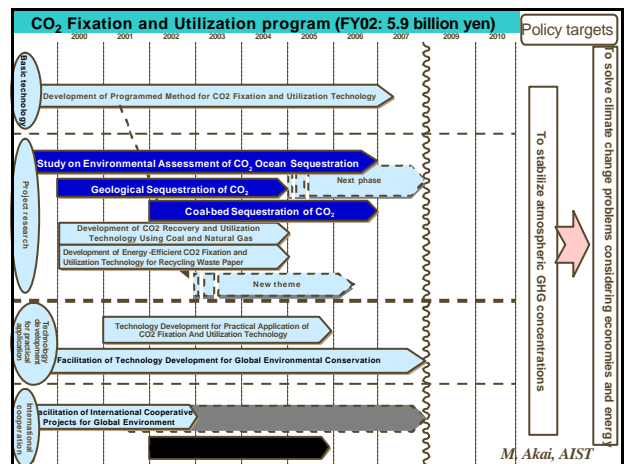 CO2 Fixation and Utilization program (FY02: 5.9 billion yen)
Policy targets
2000 2001 2002 2003 2004 2005 2006 2007 2009 2010
Basic technology
Development of Programmed Method for CO2 Fixation and Utilization Technology
Project research
Study on Environmental Assessment of CO2 Ocean Sequestration
Next phase
Geological Sequestration of CO2
Coal-bed Sequestration of CO2
Development of CO2 Recovery and Utilization
Technology Using Coal and Natural Gas
Development of Energy-Efficient CO2 Fixation and
Utilization Technology for Recycling Waste Paper
New theme
Technology
development
for practical
application
Technology Development for Practical Application of
CO2 Fixation And Utilization Technology
Facilitation of Technology Development for Global Environmental Conservation
International
cooperation
acilitation of International Cooperative
Projects for Global Environment
To stabilize atmospheric GHG concentrations
To solve climate change problems considering economies and energy
M. Akai, AIST